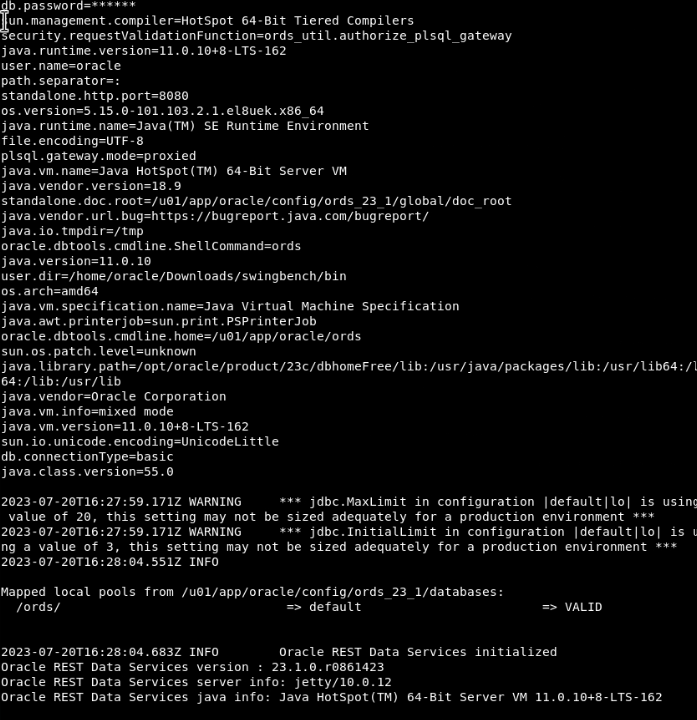 db.password=******
sun.management.compiler=HotSpot 64-Bit Tiered Compilers
security.requestValidationFunction=ords_util.authorize_plsql_gateway
java.runtime.version=11.0.10+8-LTS-162
user.name=oracle
path.separator=:
standalone.http.port=8080
os.version=5.15.0-101.103.2.1.el8uek.x86_64
java.runtime.name=Java(TM) SE Runtime Environment
file.encoding=UTF-8
plsql.gateway.mode=proxied
java.vm.name=Java HotSpot(TM) 64-Bit Server VM
java.vendor.version=18.9
standalone.doc.root=/u01/app/oracle/config/ords_23_1/global/doc_root
java.vendor.url.bug=https://bugreport.java.com/bugreport/
java.io.tmpdir=/tmp
oracle.dbtools.cmdline.ShellCommand=ords
java.version=11.0.10
user.dir=/home/oracle/Downloads/swingbench/bin
os.arch=amd64
java.vm.specification.name=Java Virtual Machine Specification
java.awt.printerjob=sun.print.PSPrinterJob
oracle.dbtools.cmdline.home=/u01/app/oracle/ords
sun.os.patch.level=unknown
java.library.path=/opt/oracle/product/23c/dbhomeFree/lib:/usr/java/packages/lib:/usr/lib64:/l
64:/lib:/usr/lib
java.vendor=Oracle Corporation
java.vm.info=mixed mode
java.vm.version=11.0.10+8-LTS-162
sun.io.unicode.encoding=UnicodeLittle
db.connectionType=basic
java.class.version=55.0
2023-07-20T16:27:59.171Z WARNING     *** jdbc.MaxLimit in configuration |default|lo| is using
 value of 20, this setting may not be sized adequately for a production environment ***
2023-07-20T16:27:59.171Z WARNING     *** jdbc.InitialLimit in configuration |default|lo| is u
ng a value of 3, this setting may not be sized adequately for a production environment ***
2023-07-20T16:28:04.551Z INFO
Mapped local pools from /u01/app/oracle/config/ords_23_1/databases:
  /ords/                              => default                        => VALID
2023-07-20T16:28:04.683Z INFO        Oracle REST Data Services initialized
Oracle REST Data Services version : 23.1.0.r0861423
Oracle REST Data Services server info: jetty/10.0.12
Oracle REST Data Services java info: Java HotSpot(TM) 64-Bit Server VM 11.0.10+8-LTS-162